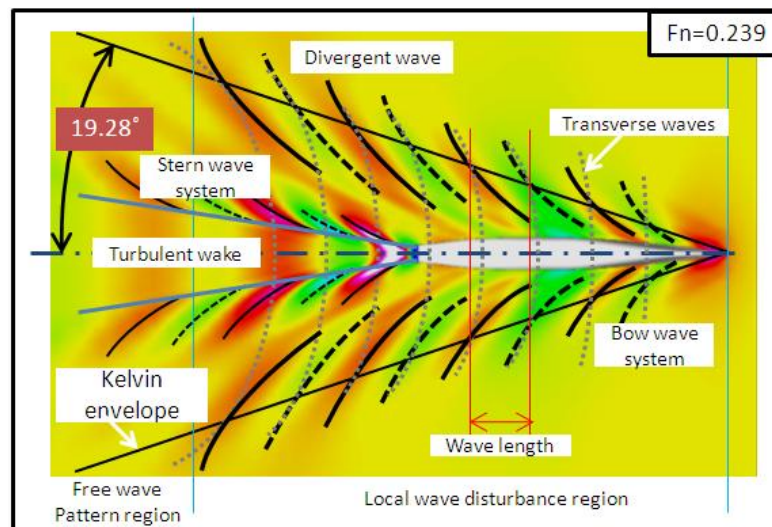 Fn=0.239
Divergent wave
19.28˚
Transverse waves
Stern wave
system
Turbulent wake
Bow wave
system
Kelvin
envelope
Wave length
Free wave
Pattern region
Local wave disturbance region